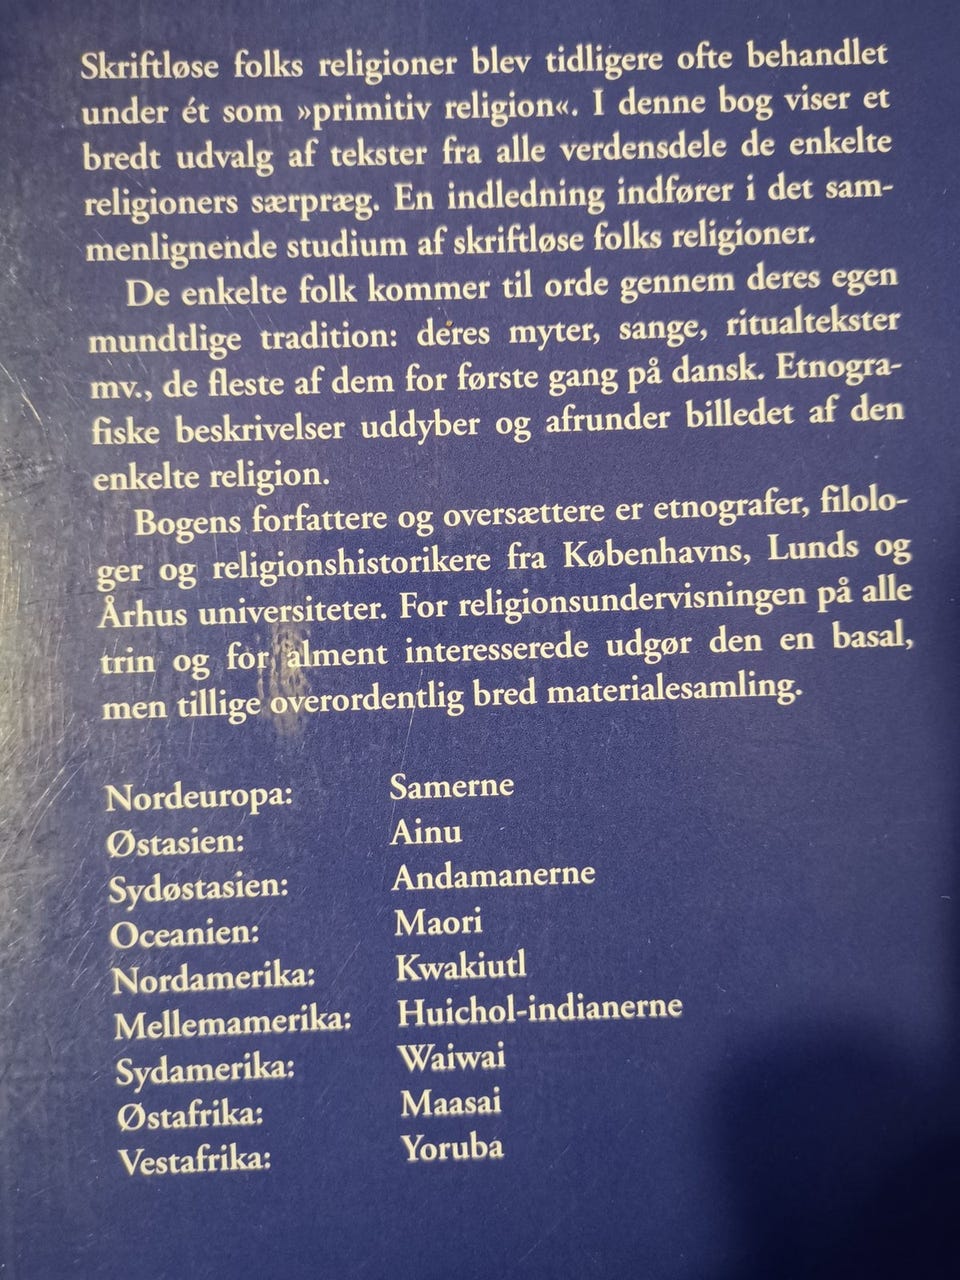 Skriftløse folks religioner blev tidligere ofte behandlet
under ét som »primitiv religion«. I denne bog viser et
bredt udvalg af tekster fra alle verdensdele de enkelte
religioners særpræg. En indledning indfører i det sam-
menlignende studium af skriftløse folks religioner.
De enkelte folk kommer til orde gennem deres egen
mundtlige tradition: deres myter, sange, ritualtekster
mv., de fleste af dem for første gang på dansk. Etnogra-
fiske beskrivelser uddyber og afrunder billedet af den
enkelte religion.
Bogens forfattere og oversættere er etnografer, filolo-
ger og religionshistorikere fra Københavns, Lunds og
Århus universiteter. For religionsundervisningen på alle
trin og for alment interesserede udgør den en basal,
men tillige overordentlig bred materialesamling.
Nordeuropa: Samerne
Østasien: Ainu
Sydøstasien: Andamanerne
Oceanien: Maori
Nordamerika: Kwakiutl
Mellemamerika: Huichol-indianerne
Sydamerika: Waiwai
Østafrika: Maasai
Vestafrika: Yoruba